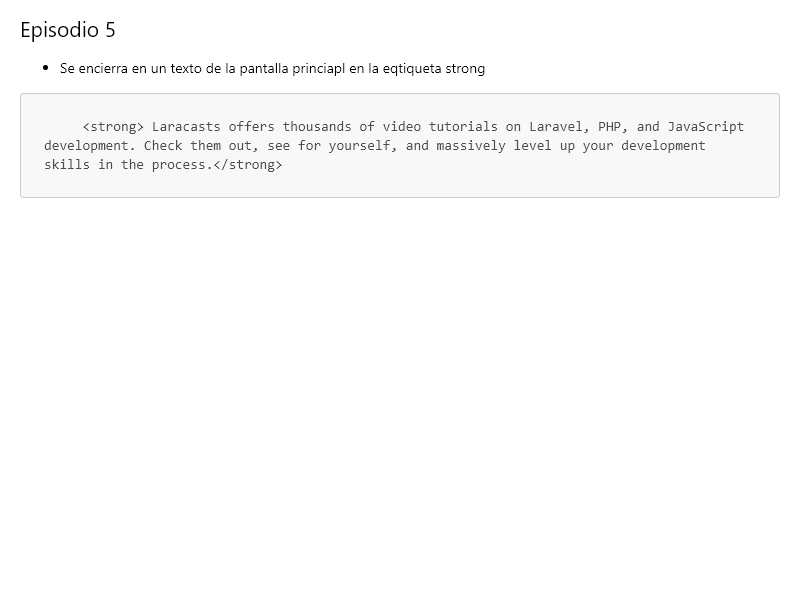 Episodio 5
Se encierra en un texto de la pantalla princiapl en la eqtiqueta strong
<strong> Laracasts offers thousands of video tutorials on Laravel, PHP, and JavaScript
development. Check them out, see for yourself, and massively level up your development
skills in the process.</strong>